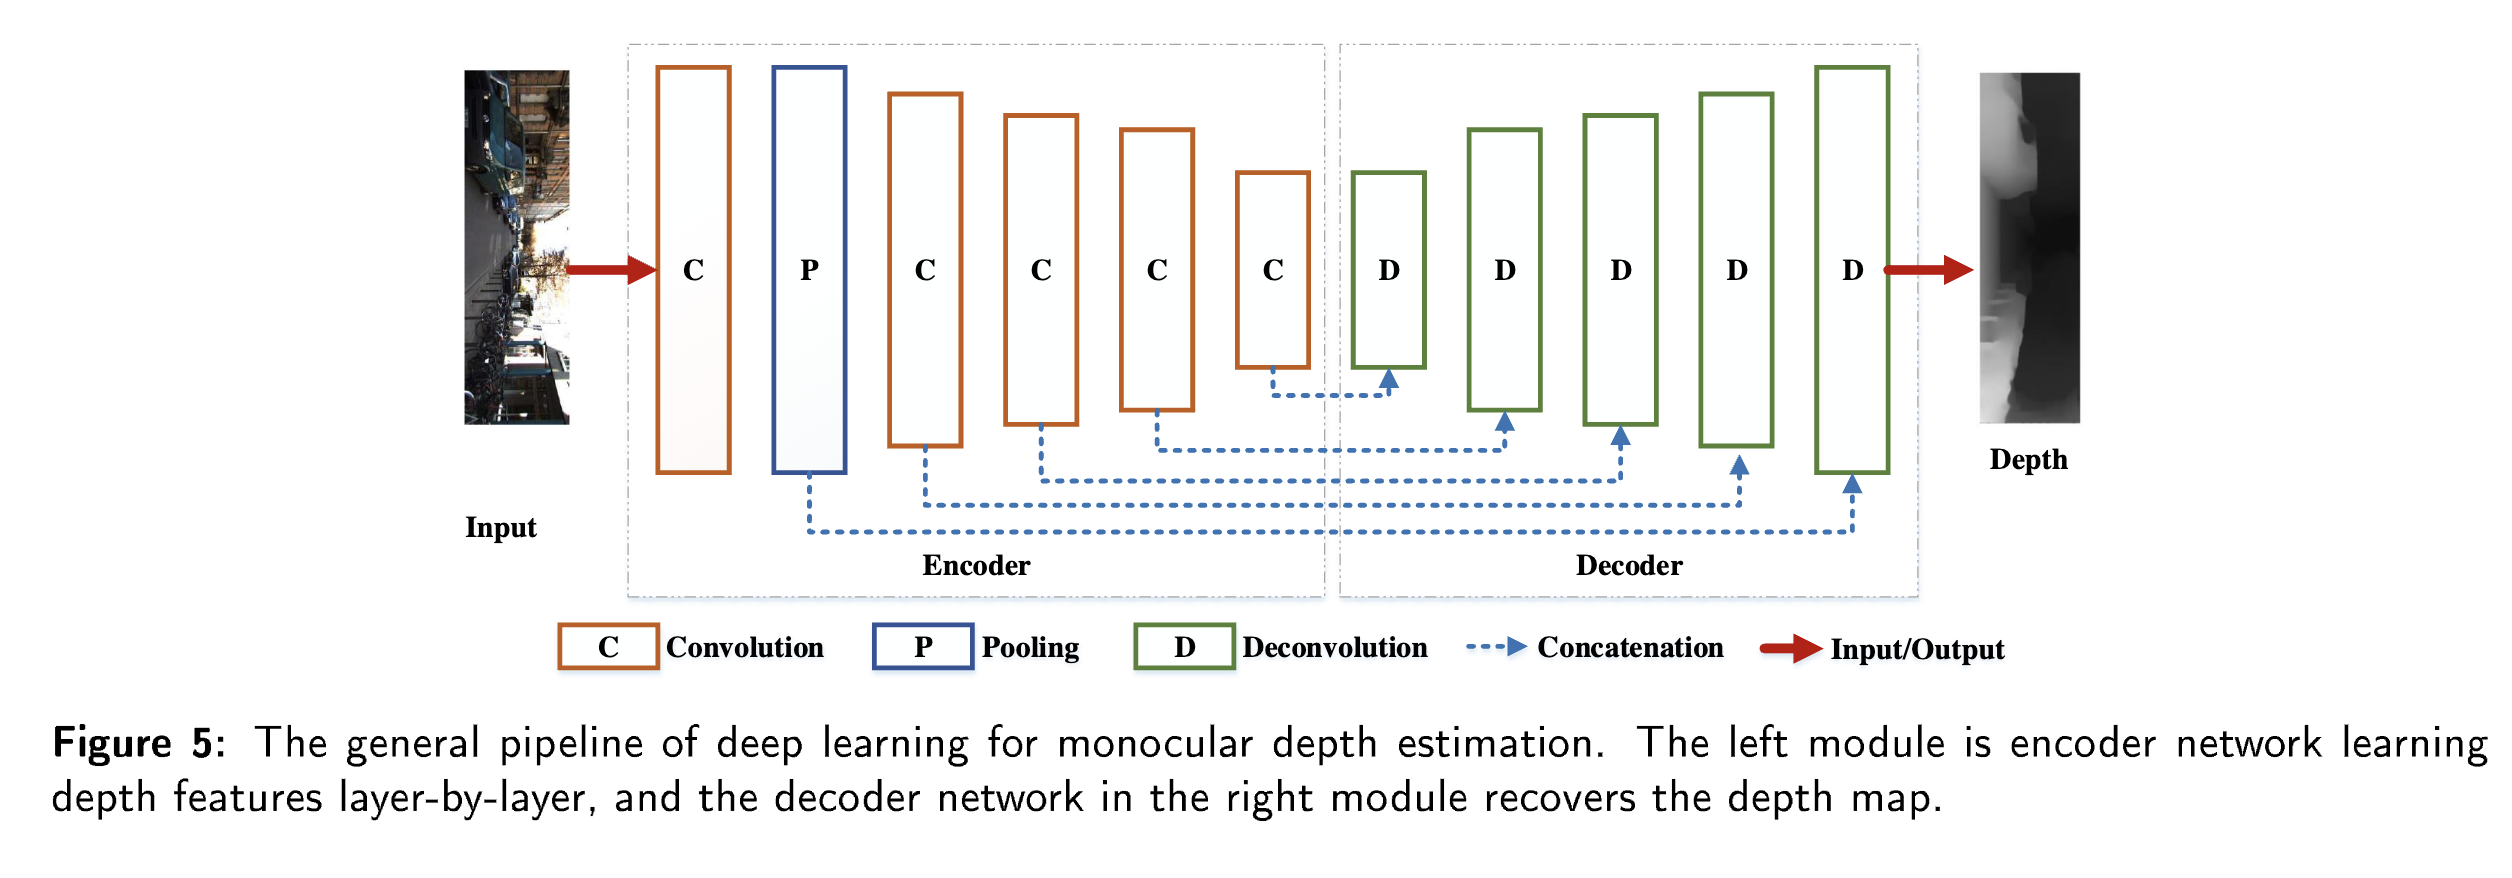 C P C C C C D D D D D
Input
Depth
Encoder
Decoder
C Convolution P Pooling D Deconvolution Concatenation Input/Output
Figure 5: The general pipeline of deep learning for monocular depth estimation. The left module is encoder network learning
depth features layer-by-layer, and the decoder network in the right module recovers the depth map.